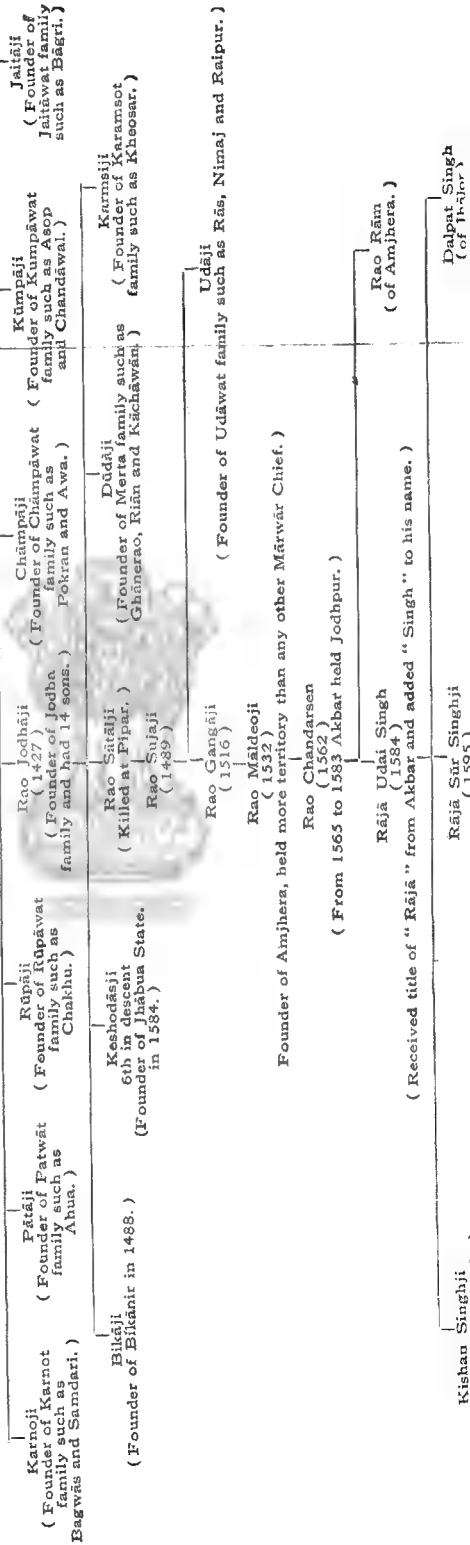 Karnoji
( Founder of Karnot
family such as
Bagwās and Samdari. )
Pātāji
( Founder of Patwāt
family such as
Ahua. )
Rūpāji
( Founder of Rūpāwat
family such as
Chakhu. )
Rao Jodhāji
( 1427 )
( Founder of Jodba
family and had 14 sons. )
Chāmpāji
( Founder of Chāmpāwat
family such as
Pokran and Awa. )
Kūmpāji
( Founder of Kumpāwat
family such as Asop
and Chandāwal. )
Jaitāji
( Founder of
Jaitāwat family
such as Bāgri. )
Bikāji
( Founder of Bīkānir in 1488. )
Keshodāsji
6th in descent
(Founder of Jhābua State.
in 1584. )
Rao Sātalji
( Killed at Pipar. )
Rao Sujaji
( 1489 )
Dūdāji
( Founder of Merta family such as
Ghānerao, Riān and Kāchāwān. )
Karmsiji
( Founder of Karamsot
family such as Kheosar. )
Rao Gangāji
( 1516 )
Udāji
( Founder of Udāwat family such as Rās, Nimaj and Raipur. )
Rao Māldeoji
( 1532 )
Founder of Amjhera, held more territory than any other Mārwār Chief. )
Rao Chandarsen
( 1562 )
( From 1565 to 1583 Akbar held Jodhpur. )
Rao Rām
( of Amjhera. )
Rājā Udai Singh
( 1584 )
( Received title of “ Rājā ” from Akbar and added “ Singh ” to his name. )
Kishan Singhji
Rājā Sūr Singhji
( 1595 )
Dalpat Singh
( of Jhālor )